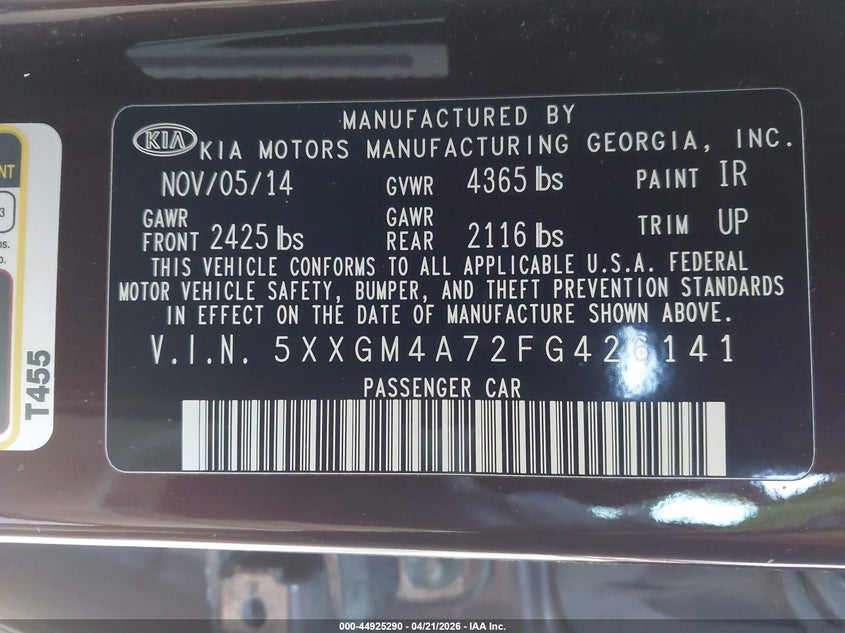 MANUFACTURED BY
KIA
KIA MOTORS MANUFACTURING GEORGIA, INC.
NOV/05/14 GVWR 4365 lbs PAINT IR
GAWR FRONT 2425 lbs GAWR REAR 2116 lbs TRIM UP
THIS VEHICLE CONFORMS TO ALL APPLICABLE U.S.A. FEDERAL
MOTOR VEHICLE SAFETY, BUMPER, AND THEFT PREVENTION STANDARDS
IN EFFECT ON THE DATE OF MANUFACTURE SHOWN ABOVE.
V.I.N. 5XXGM4A72FG426141
PASSENGER CAR
NT
3
T455
000-44925290 - 04/21/2026 - IAA Inc.